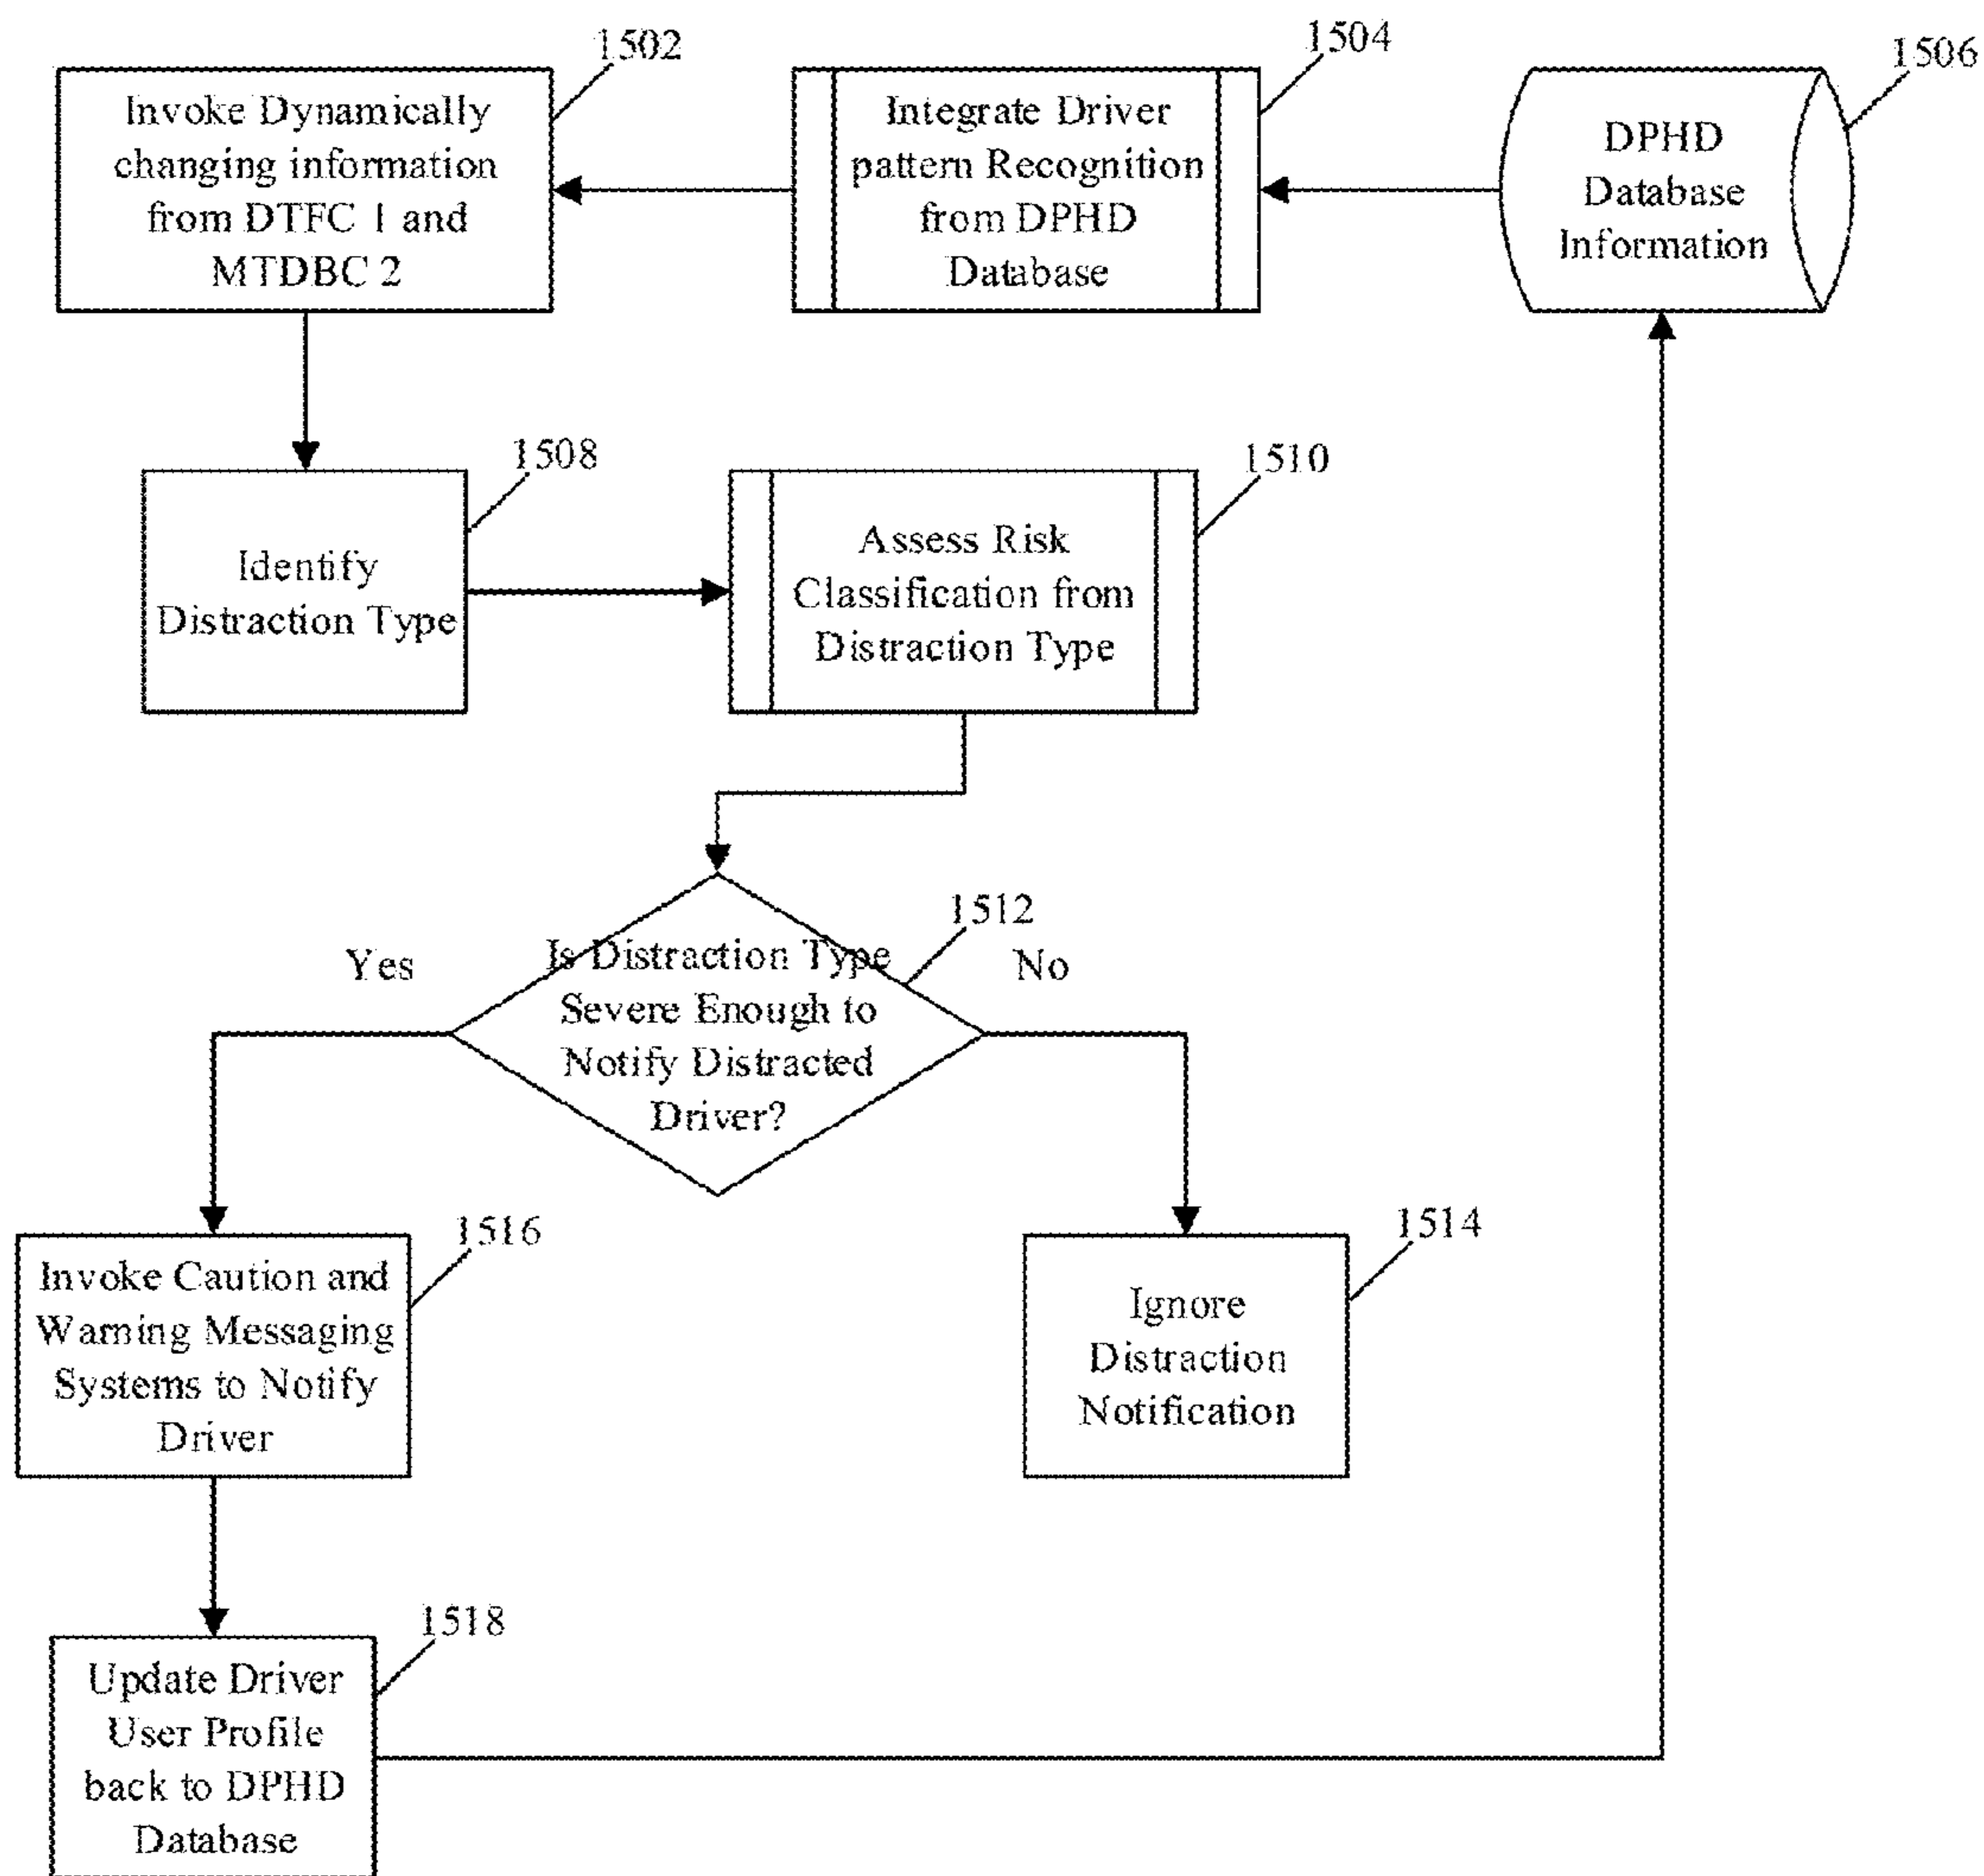 1502
Invoke Dynamically
changing information
from DTFC 1 and
MTDBC 2
1504
Integrate Driver
pattern Recognition
from DPHD
Database
1506
DPHD
Database
Information
1508
Identify
Distraction Type
1510
Assess Risk
Classification from
Distraction Type
1512
Yes
Is Distraction Type
Severe Enough to
Notify Distracted
Driver?
No
1516
Invoke Caution and
Warning Messaging
Systems to Notify
Driver
1514
Ignore
Distraction
Notification
1518
Update Driver
User Profile
back to DPHD
Database